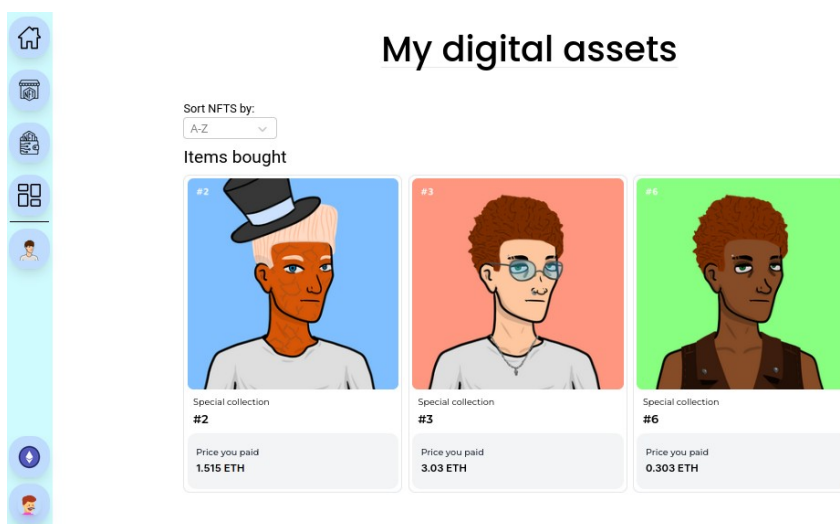 My digital assets
Sort NFTS by:
A-Z
Items bought
#2
#3
#6
Special collection
#2
Price you paid
1.515 ETH
Special collection
#3
Price you paid
3.03 ETH
Special collection
#6
Price you paid
0.303 ETH
NFT